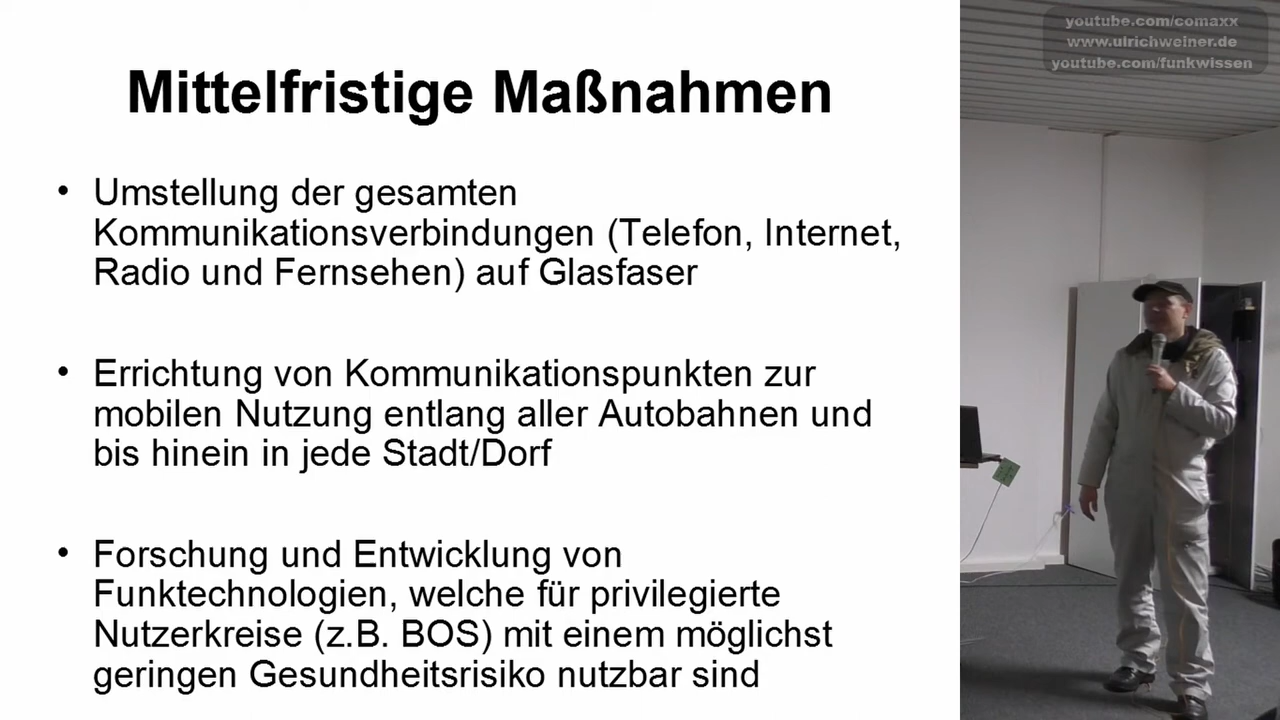 youtube.com/comaxx
www.ulrichweiner.de
youtube.com/funkwissen
Mittelfristige Maßnahmen
• Umstellung der gesamten
Kommunikationsverbindungen (Telefon, Internet,
Radio und Fernsehen) auf Glasfaser
• Errichtung von Kommunikationspunkten zur
mobilen Nutzung entlang aller Autobahnen und
bis hinein in jede Stadt/Dorf
• Forschung und Entwicklung von
Funktechnologien, welche für privilegierte
Nutzerkreise (z.B. BOS) mit einem möglichst
geringen Gesundheitsrisiko nutzbar sind